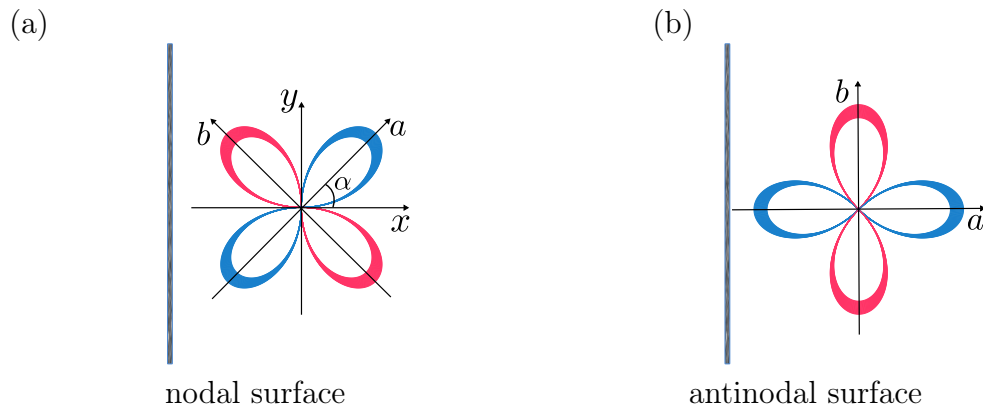 (a)
(b)
y
b
a
α
x
nodal surface
b
a
antinodal surface